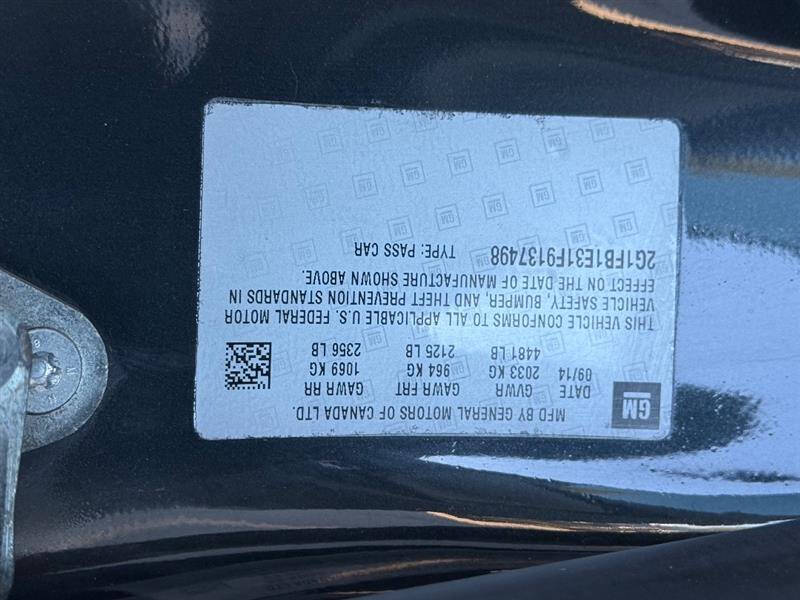 MFD BY GENERAL MOTORS OF CANADA LTD.
GM
DATE GVWR GAWR FRT GAWR RR
09/14 2033 KG 964 KG 1069 KG
4481 LB 2125 LB 2356 LB
THIS VEHICLE CONFORMS TO ALL APPLICABLE U.S. FEDERAL MOTOR
VEHICLE SAFETY, BUMPER, AND THEFT PREVENTION STANDARDS IN
EFFECT ON THE DATE OF MANUFACTURE SHOWN ABOVE.
2G1FB1E31F9137498 TYPE: PASS CAR